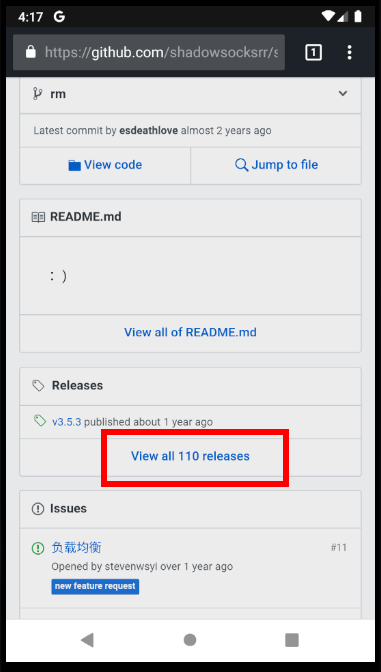 4:17 G
https://github.com/shadowsocksrr/s
1
rm
Latest commit by esdeathlove almost 2 years ago
View code
Jump to file
README.md
: )
View all of README.md
Releases
v3.5.3 published about 1 year ago
View all 110 releases
Issues
负载均衡 #11
Opened by stevenwsyi over 1 year ago
new feature request